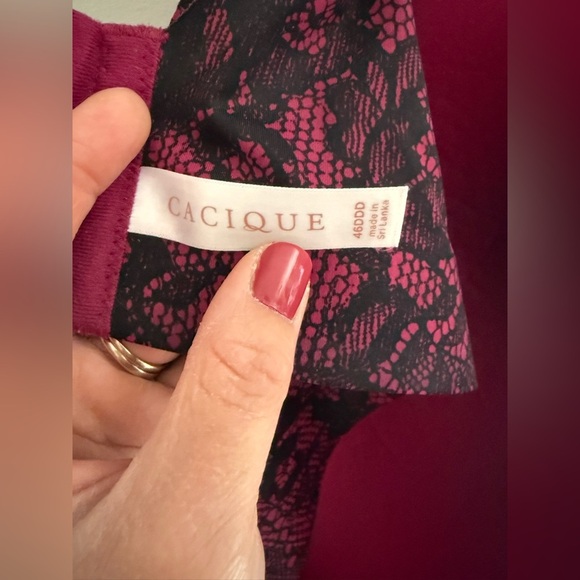 CACIQUE
46DDD
made in
Sri Lanka